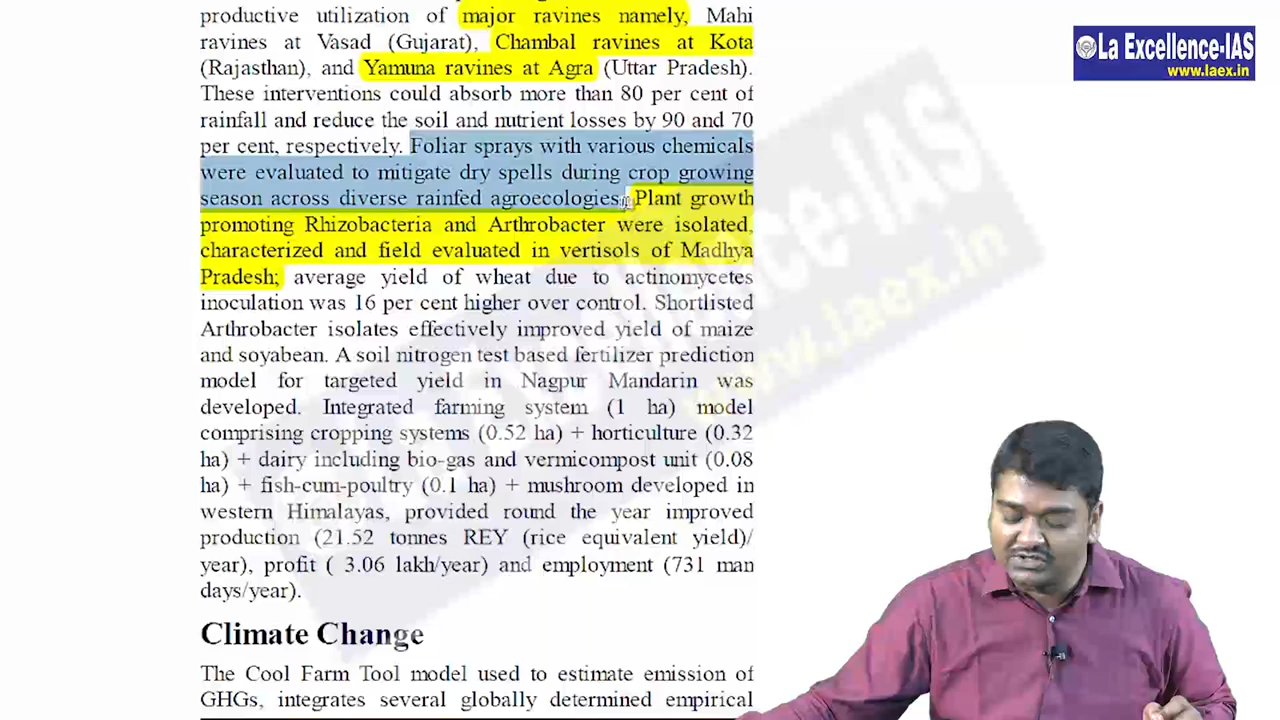 productive utilization of major ravines namely, Mahi
ravines at Vasad (Gujarat), Chambal ravines at Kota
(Rajasthan), and Yamuna ravines at Agra (Uttar Pradesh).
These interventions could absorb more than 80 per cent of
rainfall and reduce the soil and nutrient losses by 90 and 70
per cent, respectively. Foliar sprays with various chemicals
were evaluated to mitigate dry spells during crop growing
season across diverse rainfed agroecologies. Plant growth
promoting Rhizobacteria and Arthrobacter were isolated,
characterized and field evaluated in vertisols of Madhya
Pradesh; average yield of wheat due to actinomycetes
inoculation was 16 per cent higher over control. Shortlisted
Arthrobacter isolates effectively improved yield of maize
and soyabean. A soil nitrogen test based fertilizer prediction
model for targeted yield in Nagpur Mandarin was
developed. Integrated farming system (1 ha) model
comprising cropping systems (0.52 ha) + horticulture (0.32
ha) + dairy including bio-gas and vermicompost unit (0.08
ha) + fish-cum-poultry (0.1 ha) + mushroom developed in
western Himalayas, provided round the year improved
production (21.52 tonnes REY (rice equivalent yield)/
year), profit ( 3.06 lakh/year) and employment (731 man
days/year).
Climate Change
The Cool Farm Tool model used to estimate emission of
GHGs, integrates several globally determined empirical
La Excellence-IAS
www.laex.in
La Excellence-IAS
www.laex.in